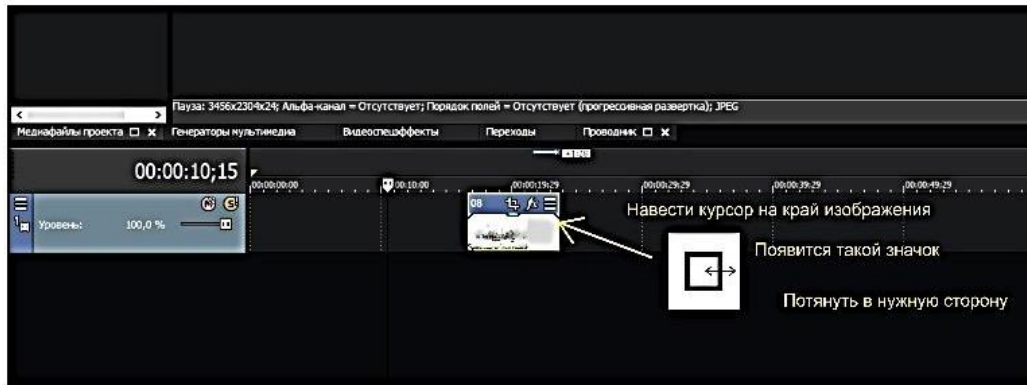 Пауза: 3456x2304x24; Альфа-канал = Отсутствует; Порядок полей = Отсутствует (прогрессивная развертка); JPEG
Медиафайлы проекта Генераторы мультимедиа Видеоспецэффекты Переходы Проводник
00:00:10;15
00:00:00:00 00:10:00 00:00:19:29 00:00:29:29 00:00:39:29 00:00:49:29
08
Навести курсор на край изображения
1 Уровень: 100,0 %
Появится такой значок
Потянуть в нужную сторону